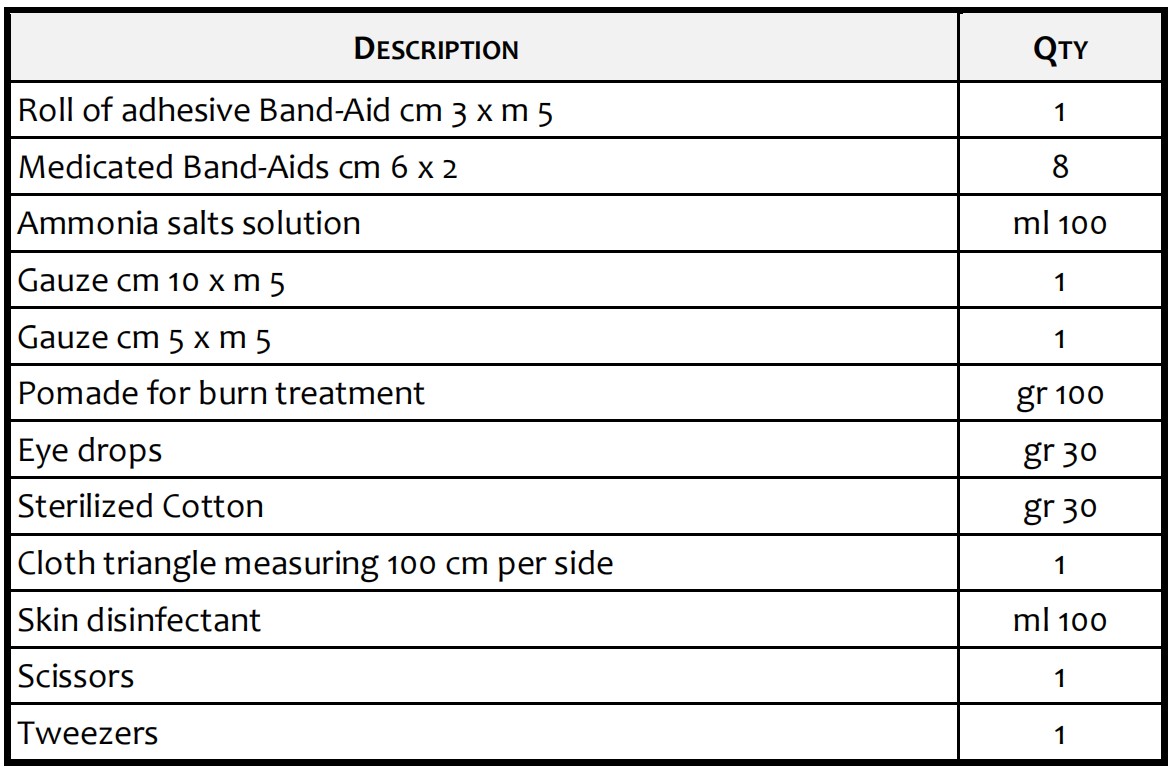 DESCRIPTION QTY
Roll of adhesive Band-Aid cm 3 x m 5 1
Medicated Band-Aids cm 6 x 2 8
Ammonia salts solution ml 100
Gauze cm 10 x m 5 1
Gauze cm 5 x m 5 1
Pomade for burn treatment gr 100
Eye drops gr 30
Sterilized Cotton gr 30
Cloth triangle measuring 100 cm per side 1
Skin disinfectant ml 100
Scissors 1
Tweezers 1